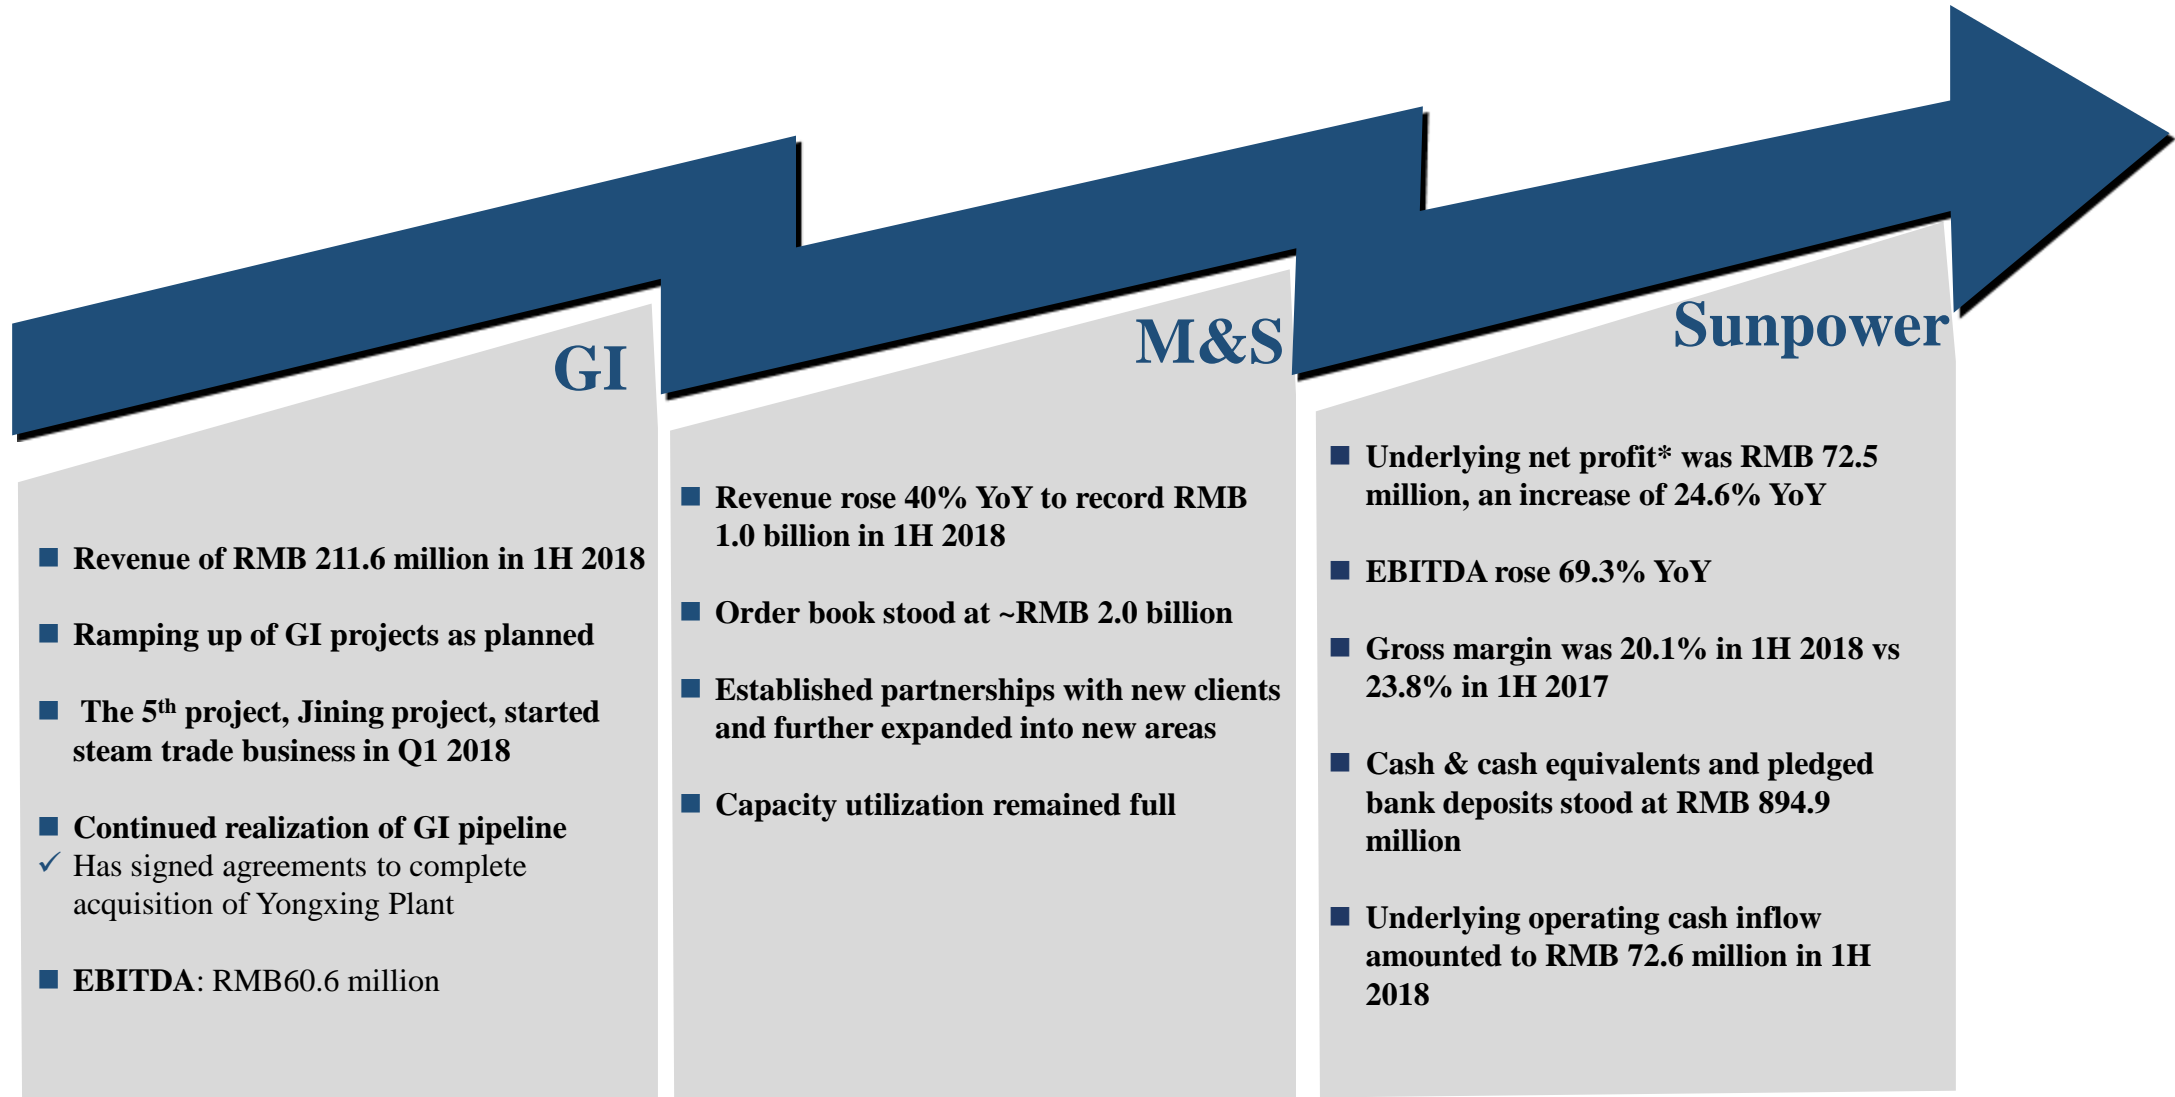 GI
Revenue of RMB 211.6 million in 1H 2018
Ramping up of GI projects as planned
The 5th project, Jining project, started
steam trade business in Q1 2018
Continued realization of GI pipeline
✓ Has signed agreements to complete
acquisition of Yongxing Plant
EBITDA: RMB60.6 million
M&S
Revenue rose 40% YoY to record RMB
1.0 billion in 1H 2018
Order book stood at ~RMB 2.0 billion
Established partnerships with new clients
and further expanded into new areas
Capacity utilization remained full
Sunpower
Underlying net profit* was RMB 72.5
million, an increase of 24.6% YoY
EBITDA rose 69.3% YoY
Gross margin was 20.1% in 1H 2018 vs
23.8% in 1H 2017
Cash & cash equivalents and pledged
bank deposits stood at RMB 894.9
million
Underlying operating cash inflow
amounted to RMB 72.6 million in 1H
2018